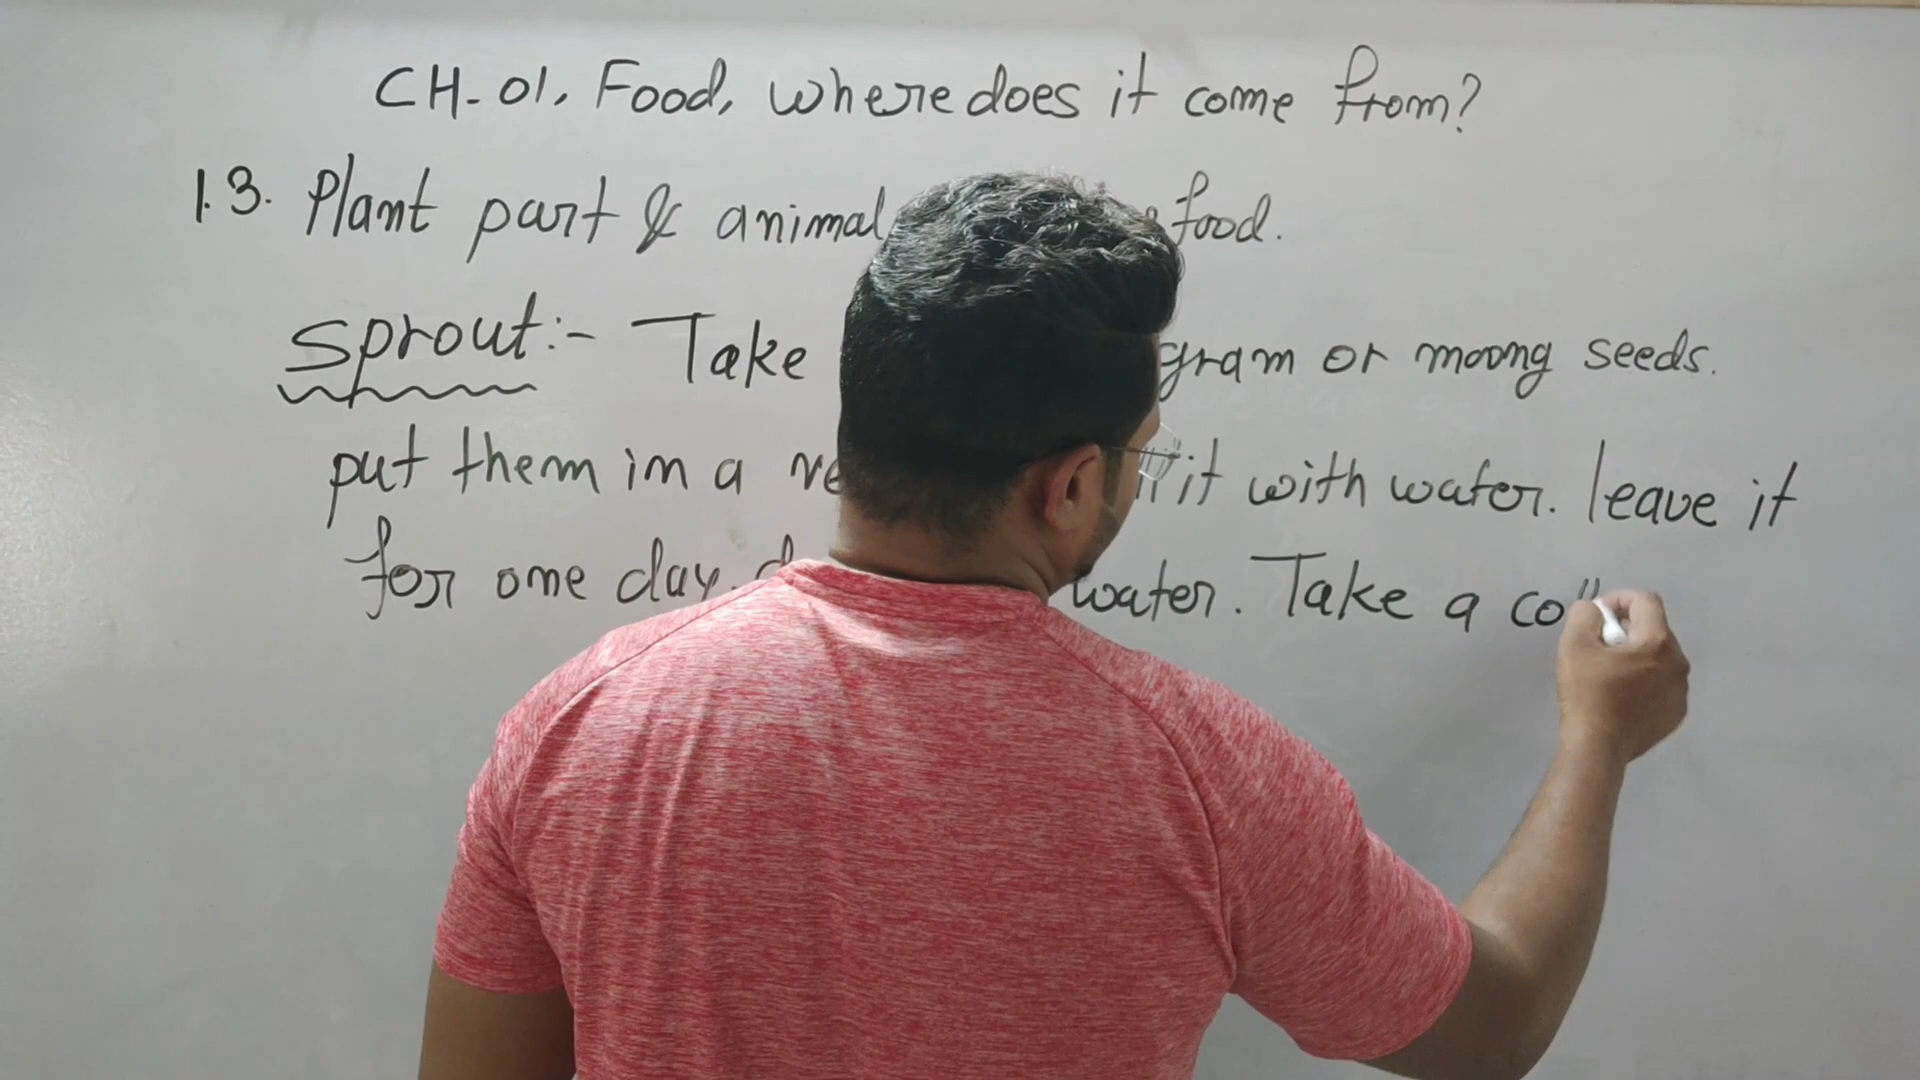 CH-01. Food, where does it come from?
1.3. Plant part & animal food.
Sprout:- Take gram or moong seeds.
put them in a it with water. leave it
for one day. water. Take a